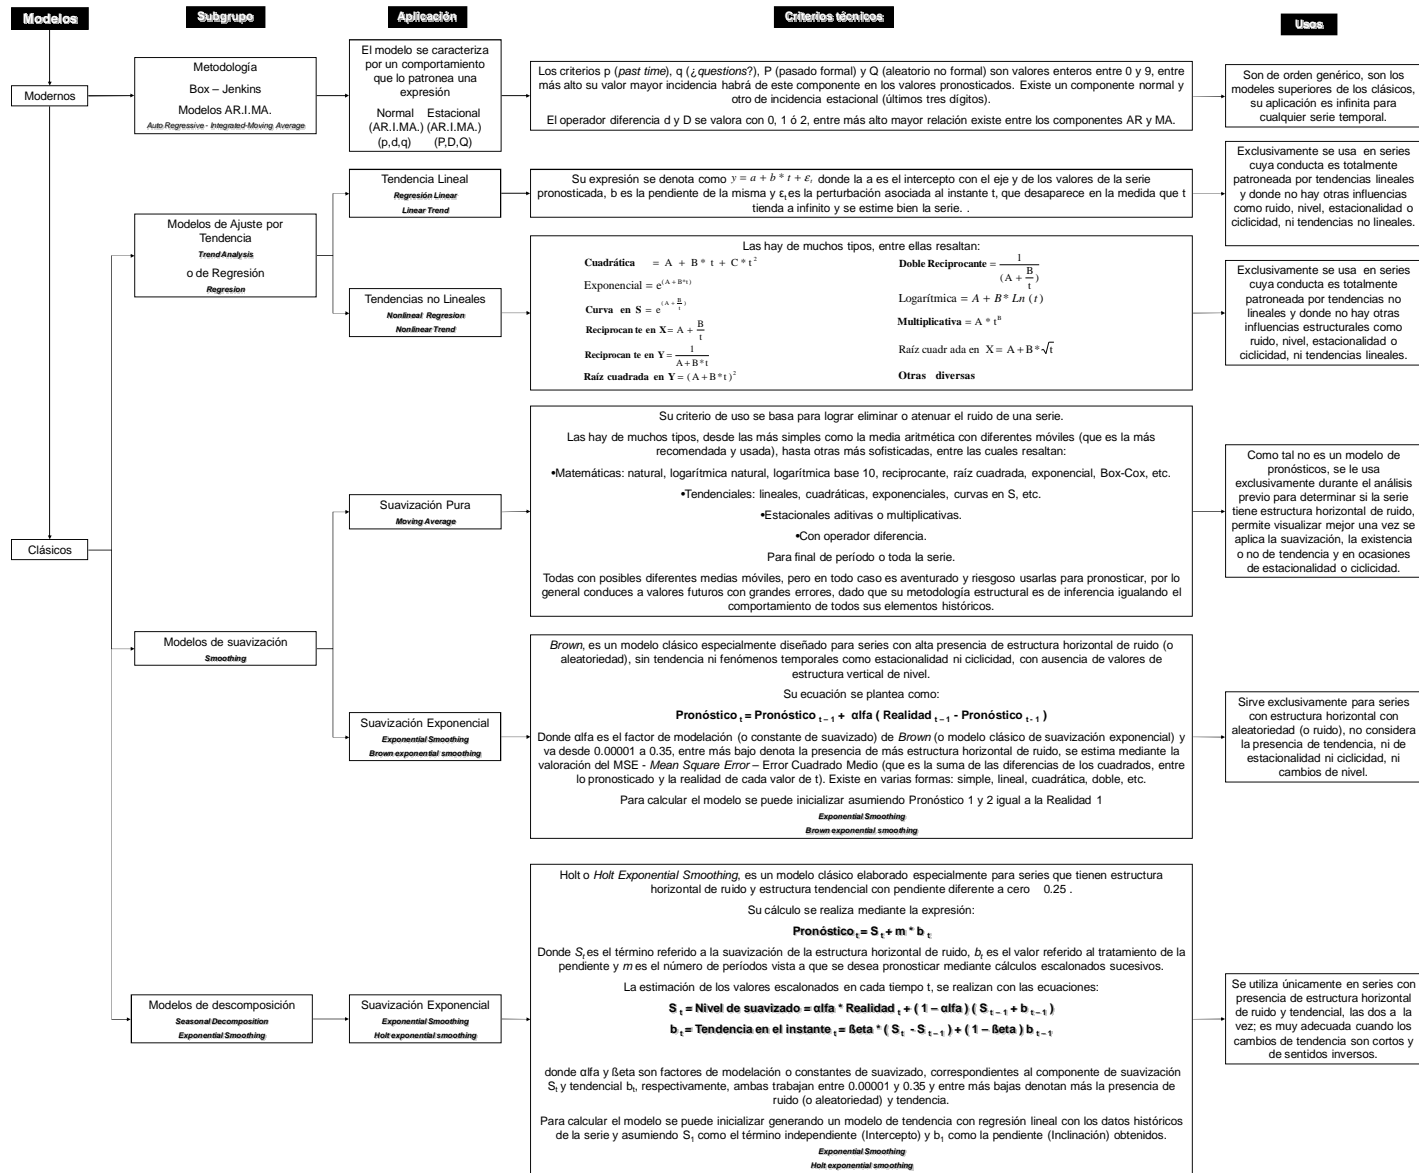 Modelos
Subgrupo
Aplicación
Criterios técnicos
Usos
Modernos
Metodología
Box – Jenkins
Modelos AR.I.MA.
Auto Regressive - Integrated-Moving Average
El modelo se caracteriza
por un comportamiento
que lo patronea una
expresión
Normal Estacional
(AR.I.MA.) (AR.I.MA.)
(p,d,q) (P,D,Q)
Los criterios p (past time), q (¿questions?), P (pasado formal) y Q (aleatorio no formal) son valores enteros entre 0 y 9, entre
más alto su valor mayor incidencia habrá de este componente en los valores pronosticados. Existe un componente normal y
otro de incidencia estacional (últimos tres dígitos).
El operador diferencia d y D se valora con 0, 1 ó 2, entre más alto mayor relación existe entre los componentes AR y MA.
Son de orden genérico, son los
modeles superiores de los clásicos,
su aplicación es infinita para
cualquier serie temporal.
Modelos de Ajuste por
Tendencia
Trend Analysis
o de Regresión
Regresion
Tendencia Lineal
Regresión Linear
Linear Trend
Su expresión se denota como y = a + b * t + εt donde la a es el intercepto con el eje y de los valores de la serie
pronosticada, b es la pendiente de la misma y εt es la perturbación asociada al instante t, que desaparece en la medida que t
tienda a infinito y se estime bien la serie. .
Exclusivamente se usa en series
cuya conducta es totalmente
patroneada por tendencias lineales
y donde no hay otras influencias
como ruido, nivel, estacionalidad o
ciclicidad, ni tendencias no lineales.
Tendencias no Lineales
Nonlineal Regresion
Nonlinear Trend
Las hay de muchos tipos, entre ellas resaltan:
Cuadrática = A + B * t + C * t^2
Exponencial = e^(A+B*t)
Curva en S = e^(A + B/t)
Reciprocan te en X = A + B/t
Reciprocan te en Y = 1/(A+B*t)
Raíz cuadrada en Y = (A+B*t)^2
Doble Reciprocante = 1/(A + B/t)
Logarítmica = A + B * Ln (t)
Multiplicativa = A * t^B
Raíz cuadr ada en X = A + B*√t
Otras diversas
Exclusivamente se usa en series
cuya conducta es totalmente
patroneada por tendencias no
lineales y donde no hay otras
influencias estructurales como
ruido, nivel, estacionalidad o
ciclicidad, ni tendencias lineales.
Clásicos
Modelos de suavización
Smoothing
Suavización Pura
Moving Average
Su criterio de uso se basa para lograr eliminar o atenuar el ruido de una serie.
Las hay de muchos tipos, desde las más simples como la media aritmética con diferentes móviles (que es la más
recomendada y usada), hasta otras más sofisticadas, entre las cuales resaltan:
•Matemáticas: natural, logarítmica natural, logarítmica base 10, reciprocante, raíz cuadrada, exponencial, Box-Cox, etc.
•Tendenciales: lineales, cuadráticas, exponenciales, curvas en S, etc.
•Estacionales aditivas o multiplicativas.
•Con operador diferencia.
Para final de período o toda la serie.
Todas con posibles diferentes medias móviles, pero en todo caso es aventurado y riesgoso usarlas para pronosticar, por lo
general conduces a valores futuros con grandes errores, dado que su metodología estructural es de inferencia igualando el
comportamiento de todos sus elementos históricos.
Como tal no es un modelo de
pronósticos, se le usa
exclusivamente durante el análisis
previo para determinar si la serie
tiene estructura horizontal de ruido,
permite visualizar mejor una vez se
aplica la suavización, la existencia
o no de tendencia y en ocasiones
de estacionalidad o ciclicidad.
Suavización Exponencial
Exponential Smoothing
Brown exponential smoothing
Brown, es un modelo clásico especialmente diseñado para series con alta presencia de estructura horizontal de ruido (o
aleatoriedad), sin tendencia ni fenómenos temporales como estacionalidad ni ciclicidad, con ausencia de valores de
estructura vertical de nivel.
Su ecuación se plantea como:
Pronóstico t = Pronóstico t – 1 + αlfa ( Realidad t – 1 - Pronóstico t - 1 )
Donde αlfa es el factor de modelación (o constante de suavizado) de Brown (o modelo clásico de suavización exponencial) y
va desde 0.00001 a 0.35, entre más bajo denota la presencia de más estructura horizontal de ruido, se estima mediante la
valoración del MSE - Mean Square Error – Error Cuadrado Medio (que es la suma de las diferencias de los cuadrados, entre
lo pronosticado y la realidad de cada valor de t). Existe en varias formas: simple, lineal, cuadrática, doble, etc.
Para calcular el modelo se puede inicializar asumiendo Pronóstico 1 y 2 igual a la Realidad 1
Exponential Smoothing
Brown exponential smoothing
Sirve exclusivamente para series
con estructura horizontal con
aleatoriedad (o ruido), no considera
la presencia de tendencia, ni de
estacionalidad ni ciclicidad, ni
cambios de nivel.
Modelos de descomposición
Seasonal Decomposition
Exponential Smoothing
Suavización Exponencial
Exponential Smoothing
Holt exponential smoothing
Holt o Holt Exponential Smoothing, es un modelo clásico elaborado especialmente para series que tienen estructura
horizontal de ruido y estructura tendencial con pendiente diferente a cero 0.25 .
Su cálculo se realiza mediante la expresión:
Pronóstico t = S t + m * b t
Donde St es el término referido a la suavización de la estructura horizontal de ruido, bt es el valor referido al tratamiento de la
pendiente y m es el número de períodos vista a que se desea pronosticar mediante cálculos escalonados sucesivos.
La estimación de los valores escalonados en cada tiempo t, se realizan con las ecuaciones:
S t = Nivel de suavizado = αlfa * Realidad t + ( 1 – αlfa ) ( S t – 1 + b t – 1 )
b t = Tendencia en el instante t = ßeta * ( S t - S t – 1 ) + ( 1 – ßeta ) b t – 1
donde αlfa y ßeta son factores de modelación o constantes de suavizado, correspondientes al componente de suavización
St y tendencial bt, respectivamente, ambas trabajan entre 0.00001 y 0.35 y entre más bajas denotan más la presencia de
ruido (o aleatoriedad) y tendencia.
Para calcular el modelo se puede inicializar generando un modelo de tendencia con regresión lineal con los datos históricos
de la serie y asumiendo S1 como el término independiente (Intercepto) y b1 como la pendiente (Inclinación) obtenidos.
Exponential Smoothing
Holt exponential smoothing
Se utiliza únicamente en series con
presencia de estructura horizontal
de ruido y tendencial, las dos a la
vez; es muy adecuada cuando los
cambios de tendencia son cortos y
de sentidos inversos.